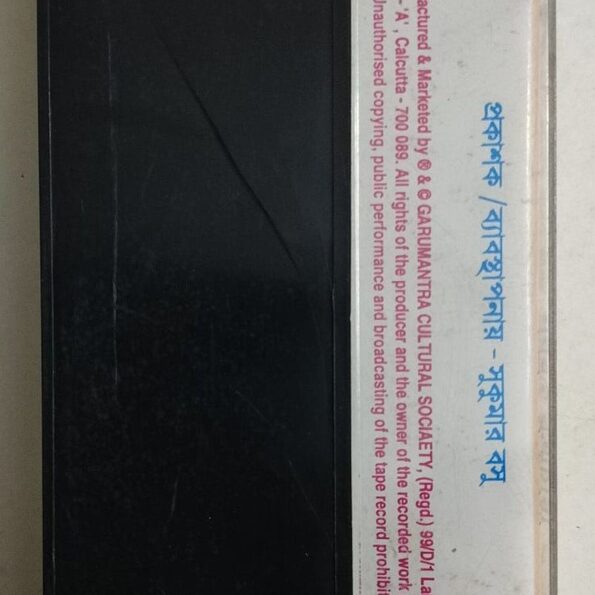 প্রকাশক / ব্যাবস্থাপনায় - সুকুমার বসু
actured & Marketed by ® & © GARUMANTRA CULTURAL SOCIAETY, (Regd.) 99/D/1 La
- 'A', Calcutta - 700 089. All rights of the producer and the owner of the recorded work
Unauthorised copying, public performance and broadcasting of the tape record prohibit